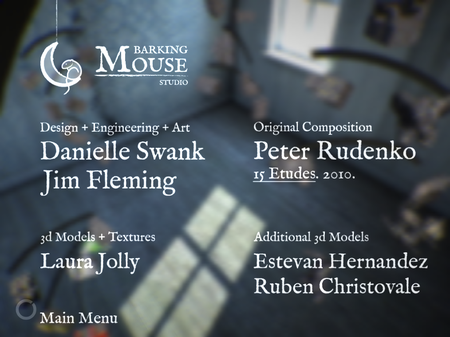 BARKING
MOUSE
STUDIO
Design + Engineering + Art
Danielle Swank
Jim Fleming
Original Composition
Peter Rudenko
15 Etudes. 2010.
3d Models + Textures
Laura Jolly
Additional 3d Models
Estevan Hernandez
Ruben Christovale
Main Menu